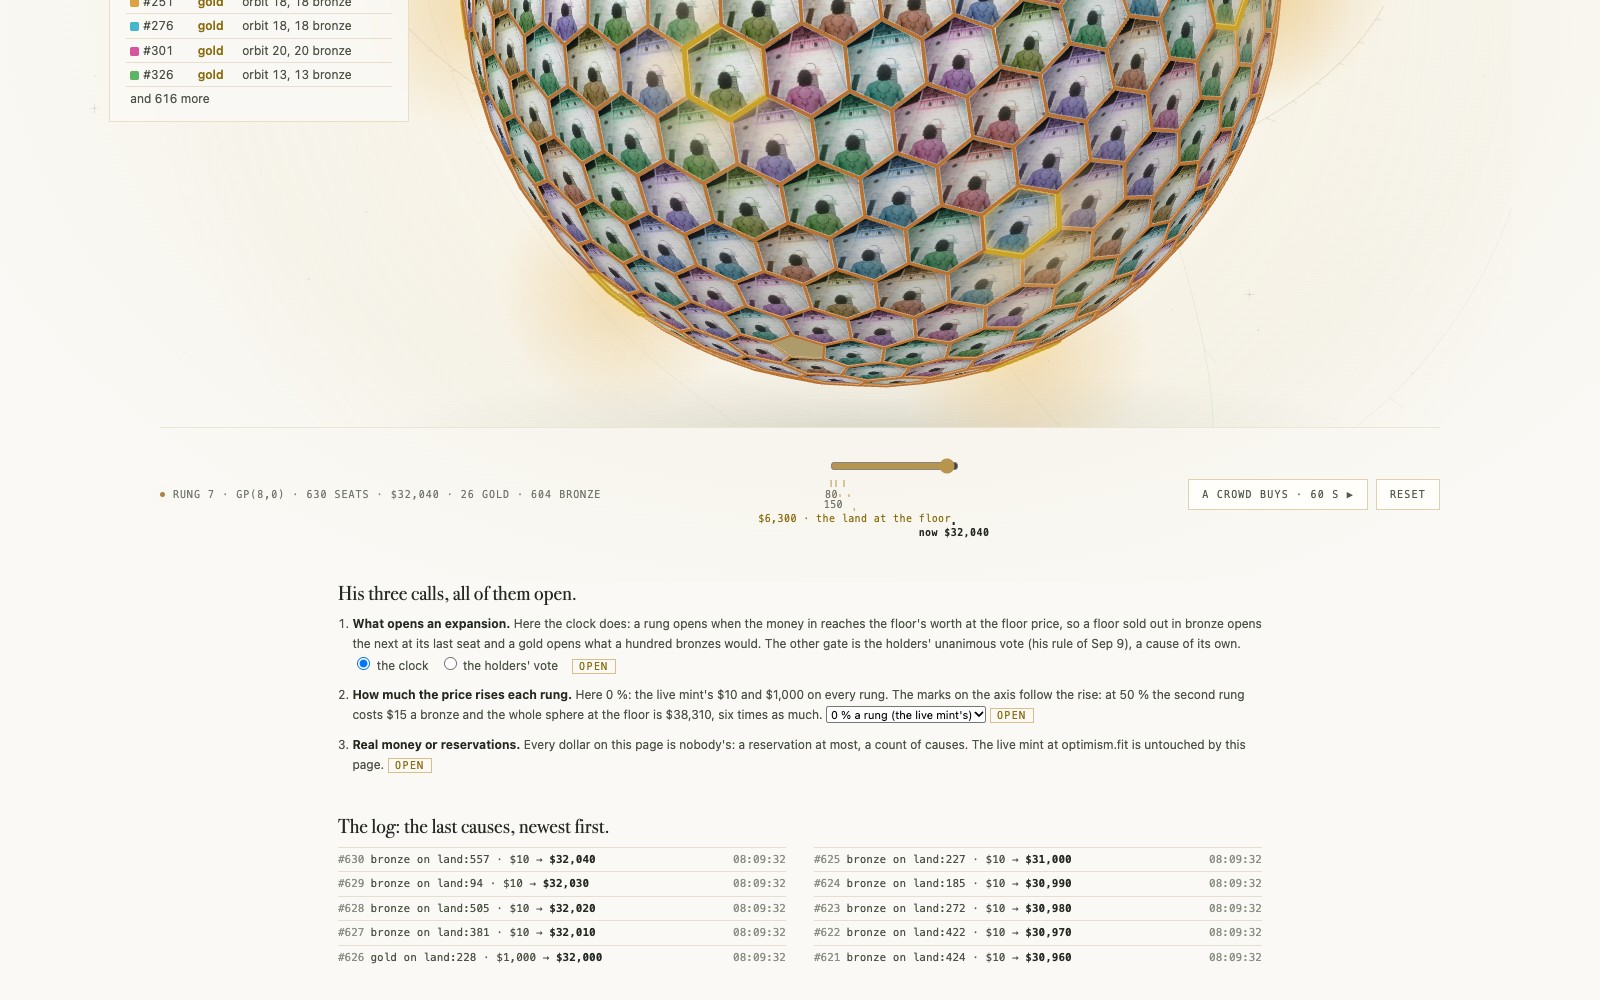 #251 gold orbit 18, 18 bronze
#276 gold orbit 18, 18 bronze
#301 gold orbit 20, 20 bronze
#326 gold orbit 13, 13 bronze
and 616 more
RUNG 7 · GP(8,0) · 630 SEATS · $32,040 · 26 GOLD · 604 BRONZE
80
150
$6,300 · the land at the floor
now $32,040
A CROWD BUYS · 60 S ▶
RESET
His three calls, all of them open.
1. What opens an expansion. Here the clock does: a rung opens when the money in reaches the floor's worth at the floor price, so a floor sold out in bronze opens
the next at its last seat and a gold opens what a hundred bronzes would. The other gate is the holders' unanimous vote (his rule of Sep 9), a cause of its own.
the clock the holders' vote OPEN
2. How much the price rises each rung. Here 0 %: the live mint's $10 and $1,000 on every rung. The marks on the axis follow the rise: at 50 % the second rung
costs $15 a bronze and the whole sphere at the floor is $38,310, six times as much. 0 % a rung (the live mint's) OPEN
3. Real money or reservations. Every dollar on this page is nobody's: a reservation at most, a count of causes. The live mint at optimism.fit is untouched by this
page. OPEN
The log: the last causes, newest first.
#630 bronze on land:557 · $10 → $32,040 08:09:32
#629 bronze on land:94 · $10 → $32,030 08:09:32
#628 bronze on land:505 · $10 → $32,020 08:09:32
#627 bronze on land:381 · $10 → $32,010 08:09:32
#626 gold on land:228 · $1,000 → $32,000 08:09:32
#625 bronze on land:227 · $10 → $31,000 08:09:32
#624 bronze on land:185 · $10 → $30,990 08:09:32
#623 bronze on land:272 · $10 → $30,980 08:09:32
#622 bronze on land:422 · $10 → $30,970 08:09:32
#621 bronze on land:424 · $10 → $30,960 08:09:32